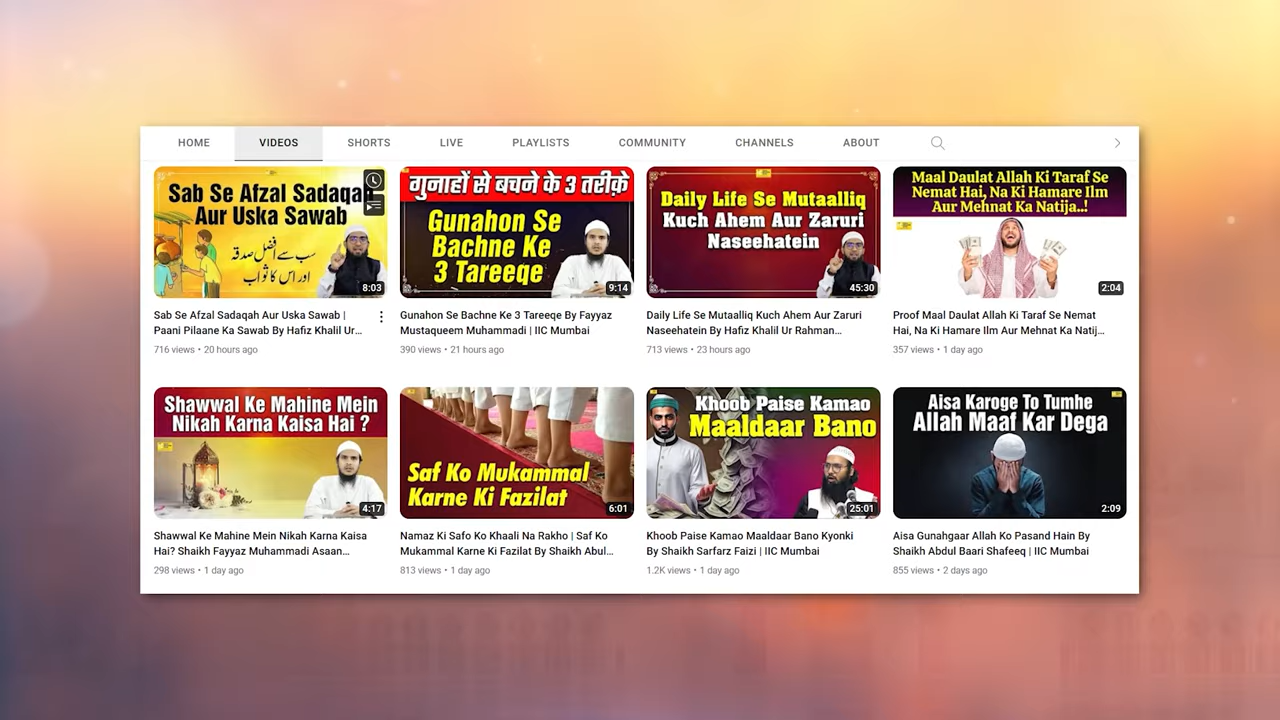 HOME VIDEOS SHORTS LIVE PLAYLISTS COMMUNITY CHANNELS ABOUT
Sab Se Afzal Sadaqah
Aur Uska Sawab
سب سے افضل صدقہ
اور اس کا ثواب
8:03
गुनाहों से बचने के 3 तरीक़े
Gunahon Se
Bachne Ke
3 Tareeqe
9:14
Daily Life Se Mutaalliq
Kuch Ahem Aur Zaruri
Naseehatein
45:30
Maal Daulat Allah Ki Taraf Se
Nemat Hai, Na Ki Hamare Ilm
Aur Mehnat Ka Natija..!
2:04
Sab Se Afzal Sadaqah Aur Uska Sawab |
Paani Pilaane Ka Sawab By Hafiz Khalil Ur...
716 views • 20 hours ago
Gunahon Se Bachne Ke 3 Tareeqe By Fayyaz
Mustaqueem Muhammadi | IIC Mumbai
390 views • 21 hours ago
Daily Life Se Mutaalliq Kuch Ahem Aur Zaruri
Naseehatein By Hafiz Khalil Ur Rahman...
713 views • 23 hours ago
Proof Maal Daulat Allah Ki Taraf Se Nemat
Hai, Na Ki Hamare Ilm Aur Mehnat Ka Natij...
357 views • 1 day ago
Shawwal Ke Mahine Mein
Nikah Karna Kaisa Hai ?
4:17
Saf Ko Mukammal
Karne Ki Fazilat
6:01
Khoob Paise Kamao
Maaldaar Bano
25:01
Aisa Karoge To Tumhe
Allah Maaf Kar Dega
2:09
Shawwal Ke Mahine Mein Nikah Karna Kaisa
Hai? Shaikh Fayyaz Muhammadi Asaan...
298 views • 1 day ago
Namaz Ki Safo Ko Khaali Na Rakho | Saf Ko
Mukammal Karne Ki Fazilat By Shaikh Abul...
813 views • 1 day ago
Khoob Paise Kamao Maaldaar Bano Kyonki
By Shaikh Sarfarz Faizi | IIC Mumbai
1.2K views • 1 day ago
Aisa Gunahgaar Allah Ko Pasand Hain By
Shaikh Abdul Baari Shafeeq | IIC Mumbai
855 views • 2 days ago